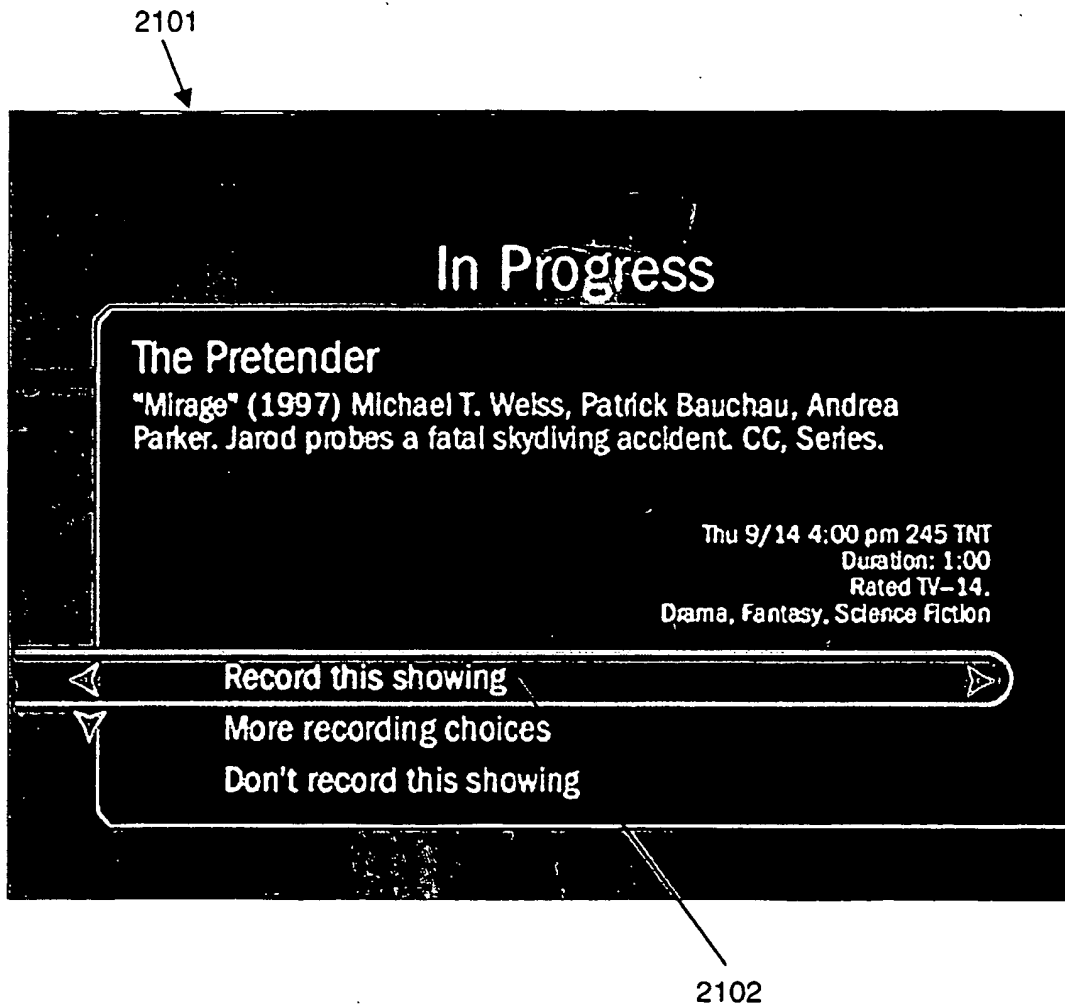 2101
In Progress
The Pretender
"Mirage" (1997) Michael T. Weiss, Patrick Bauchau, Andrea
Parker. Jarod probes a fatal skydiving accident. CC, Series.
Thu 9/14 4:00 pm 245 TNT
Duration: 1:00
Rated TV-14.
Drama, Fantasy, Science Fiction
Record this showing
More recording choices
Don't record this showing
2102